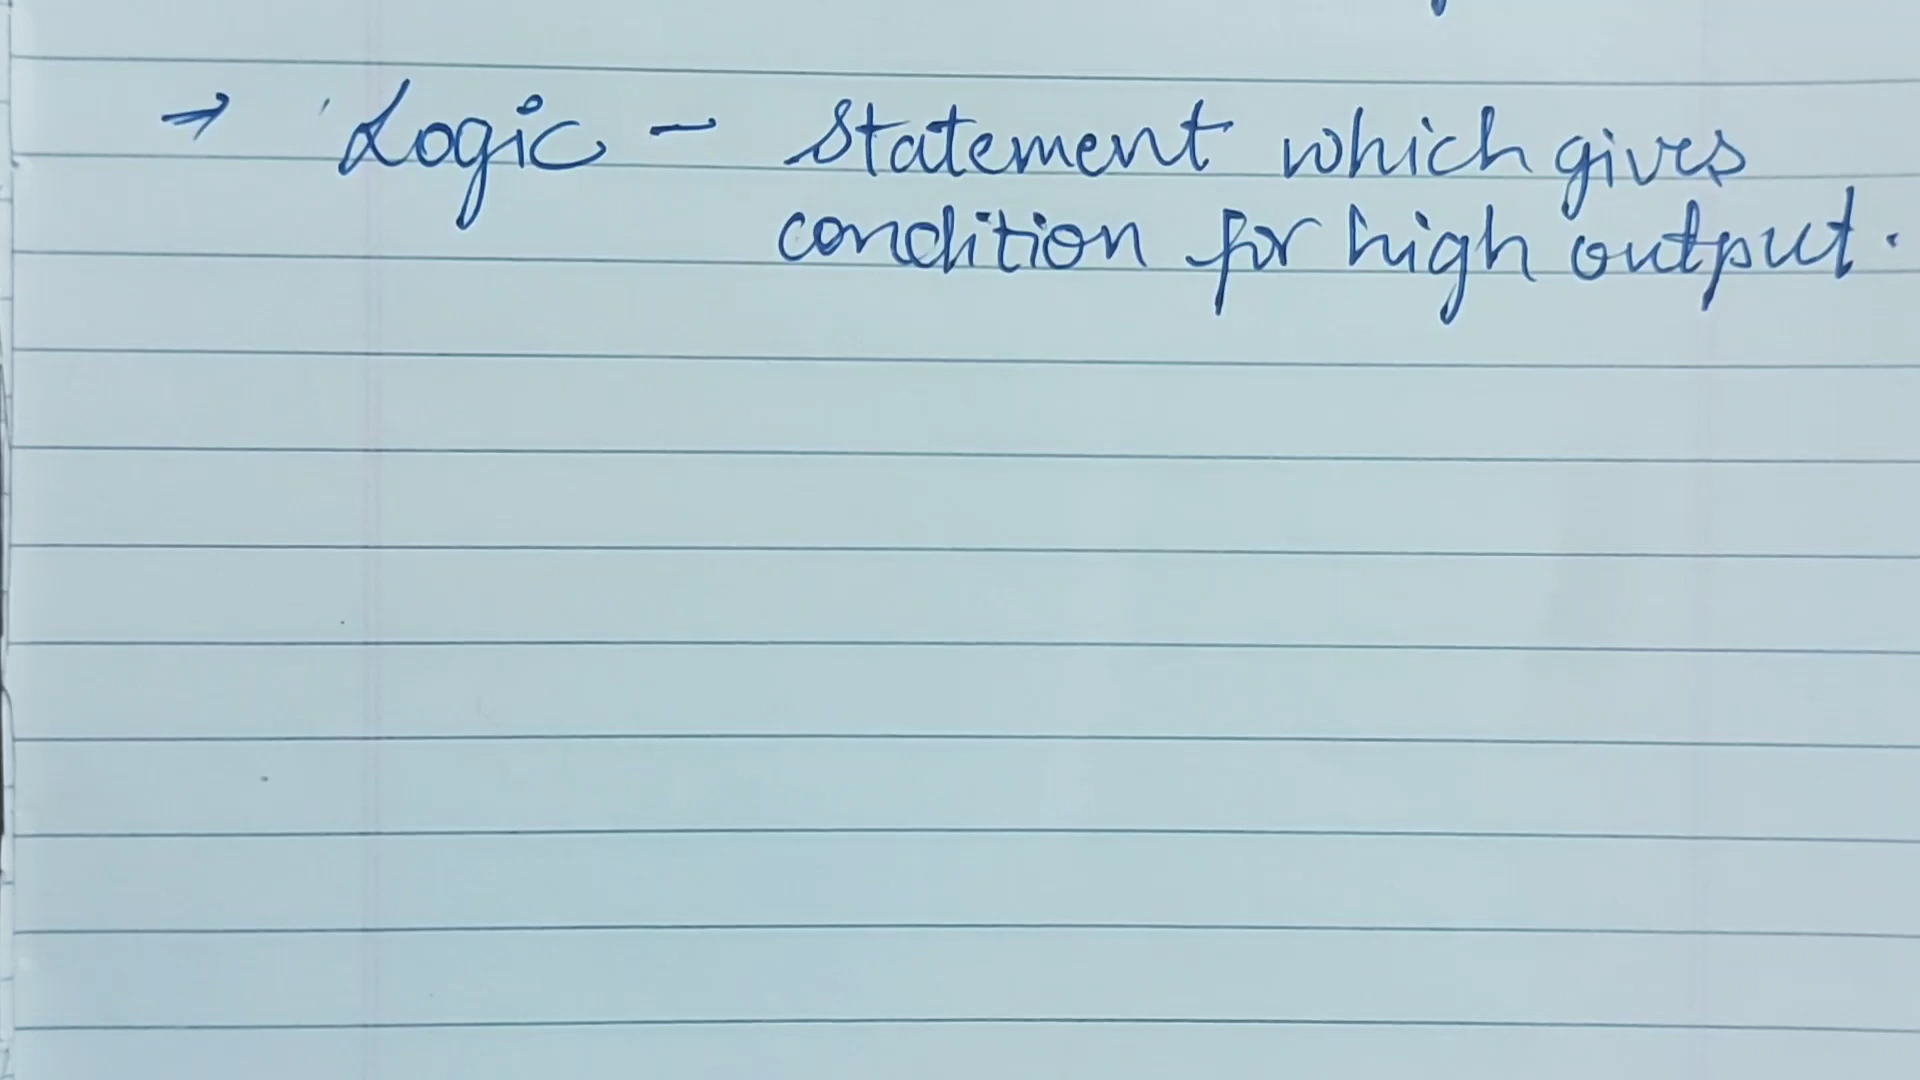 → Logic - Statement which gives
condition for high output.